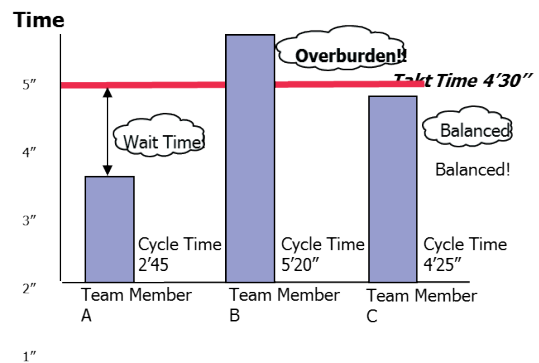 Time
Overburden!!
5”
Takt Time 4’30”
Wait Time!
Balanced!
4”
Balanced!
3”
Cycle Time
2’45
Cycle Time
5’20”
Cycle Time
4’25”
2”
Team Member
A
Team Member
B
Team Member
C
1”